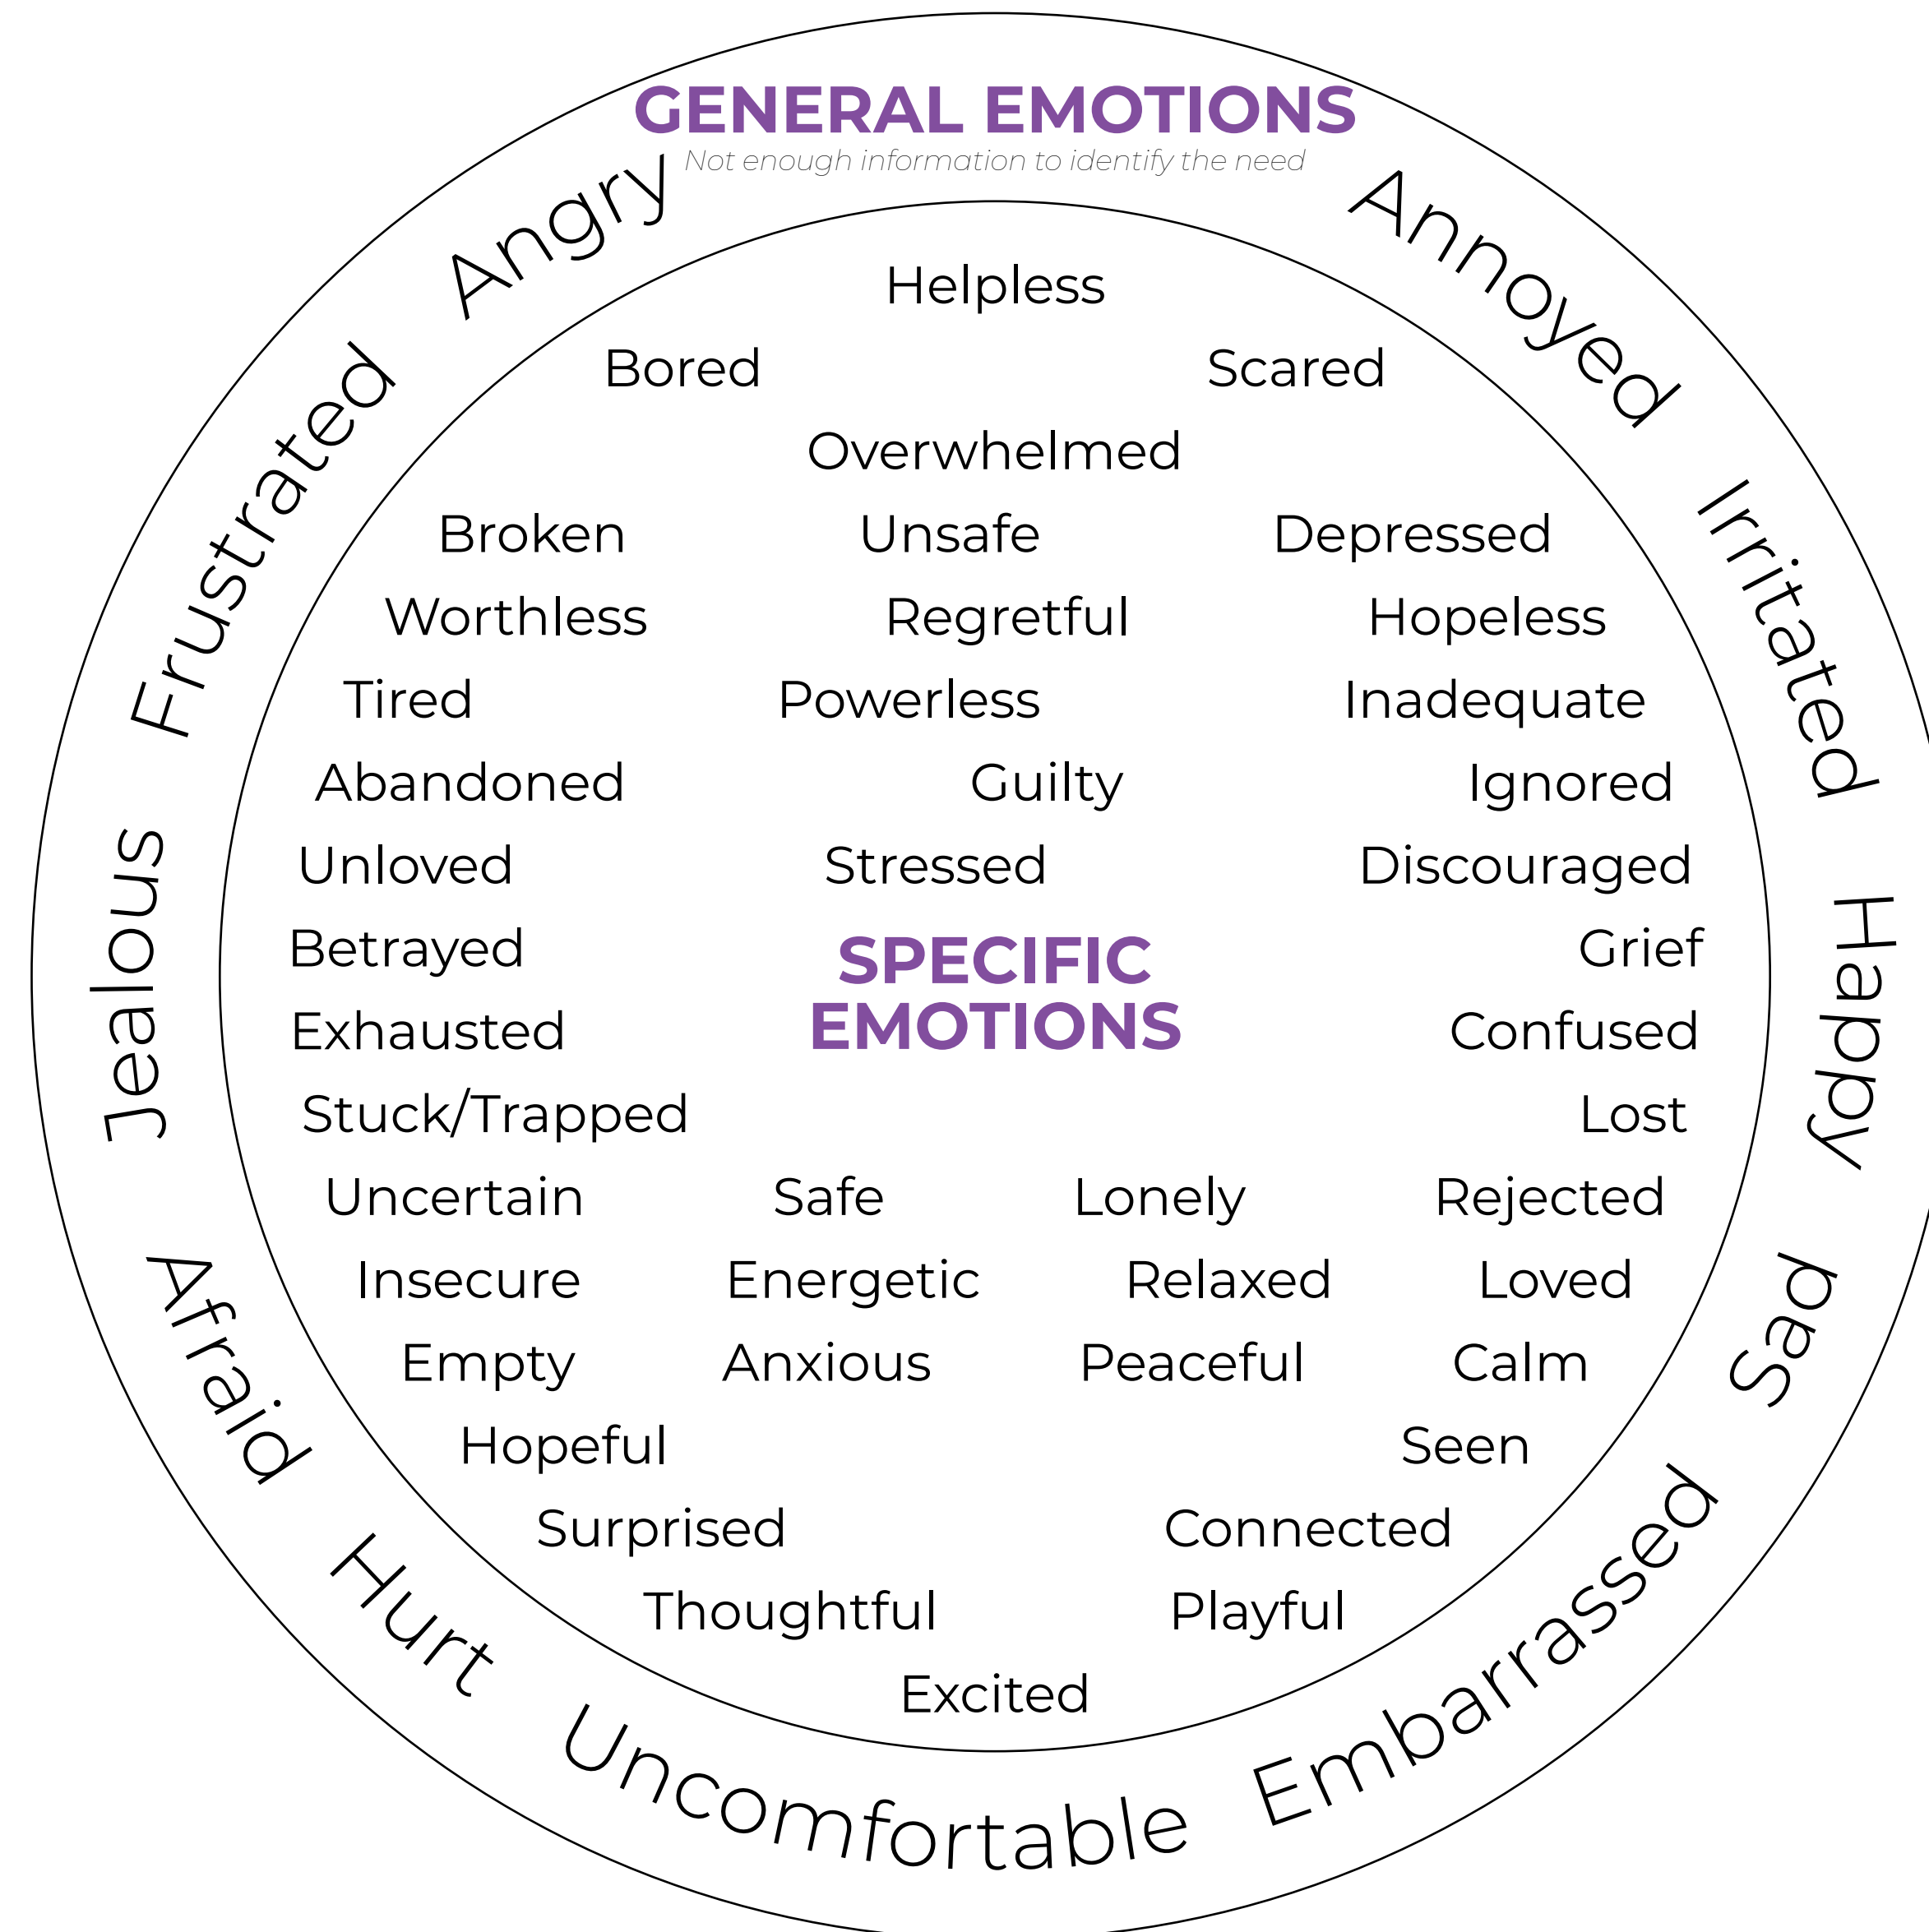 GENERAL EMOTIONS
Not enough information to identify the need
Angry
Annoyed
Irritated
Happy
Sad
Embarrassed
Uncomfortable
Hurt
Afraid
Jealous
Frustrated
Helpless
Bored Scared
Overwhelmed
Broken Unsafe Depressed
Worthless Regretful Hopeless
Tired Powerless Inadequate
Abandoned Guilty Ignored
Unloved Stressed Discouraged
Betrayed Grief
SPECIFIC
EMOTIONS
Exhausted Confused
Stuck/Trapped Lost
Uncertain Safe Lonely Rejected
Insecure Energetic Relaxed Loved
Empty Anxious Peaceful Calm
Hopeful Seen
Surprised Connected
Thoughtful Playful
Excited